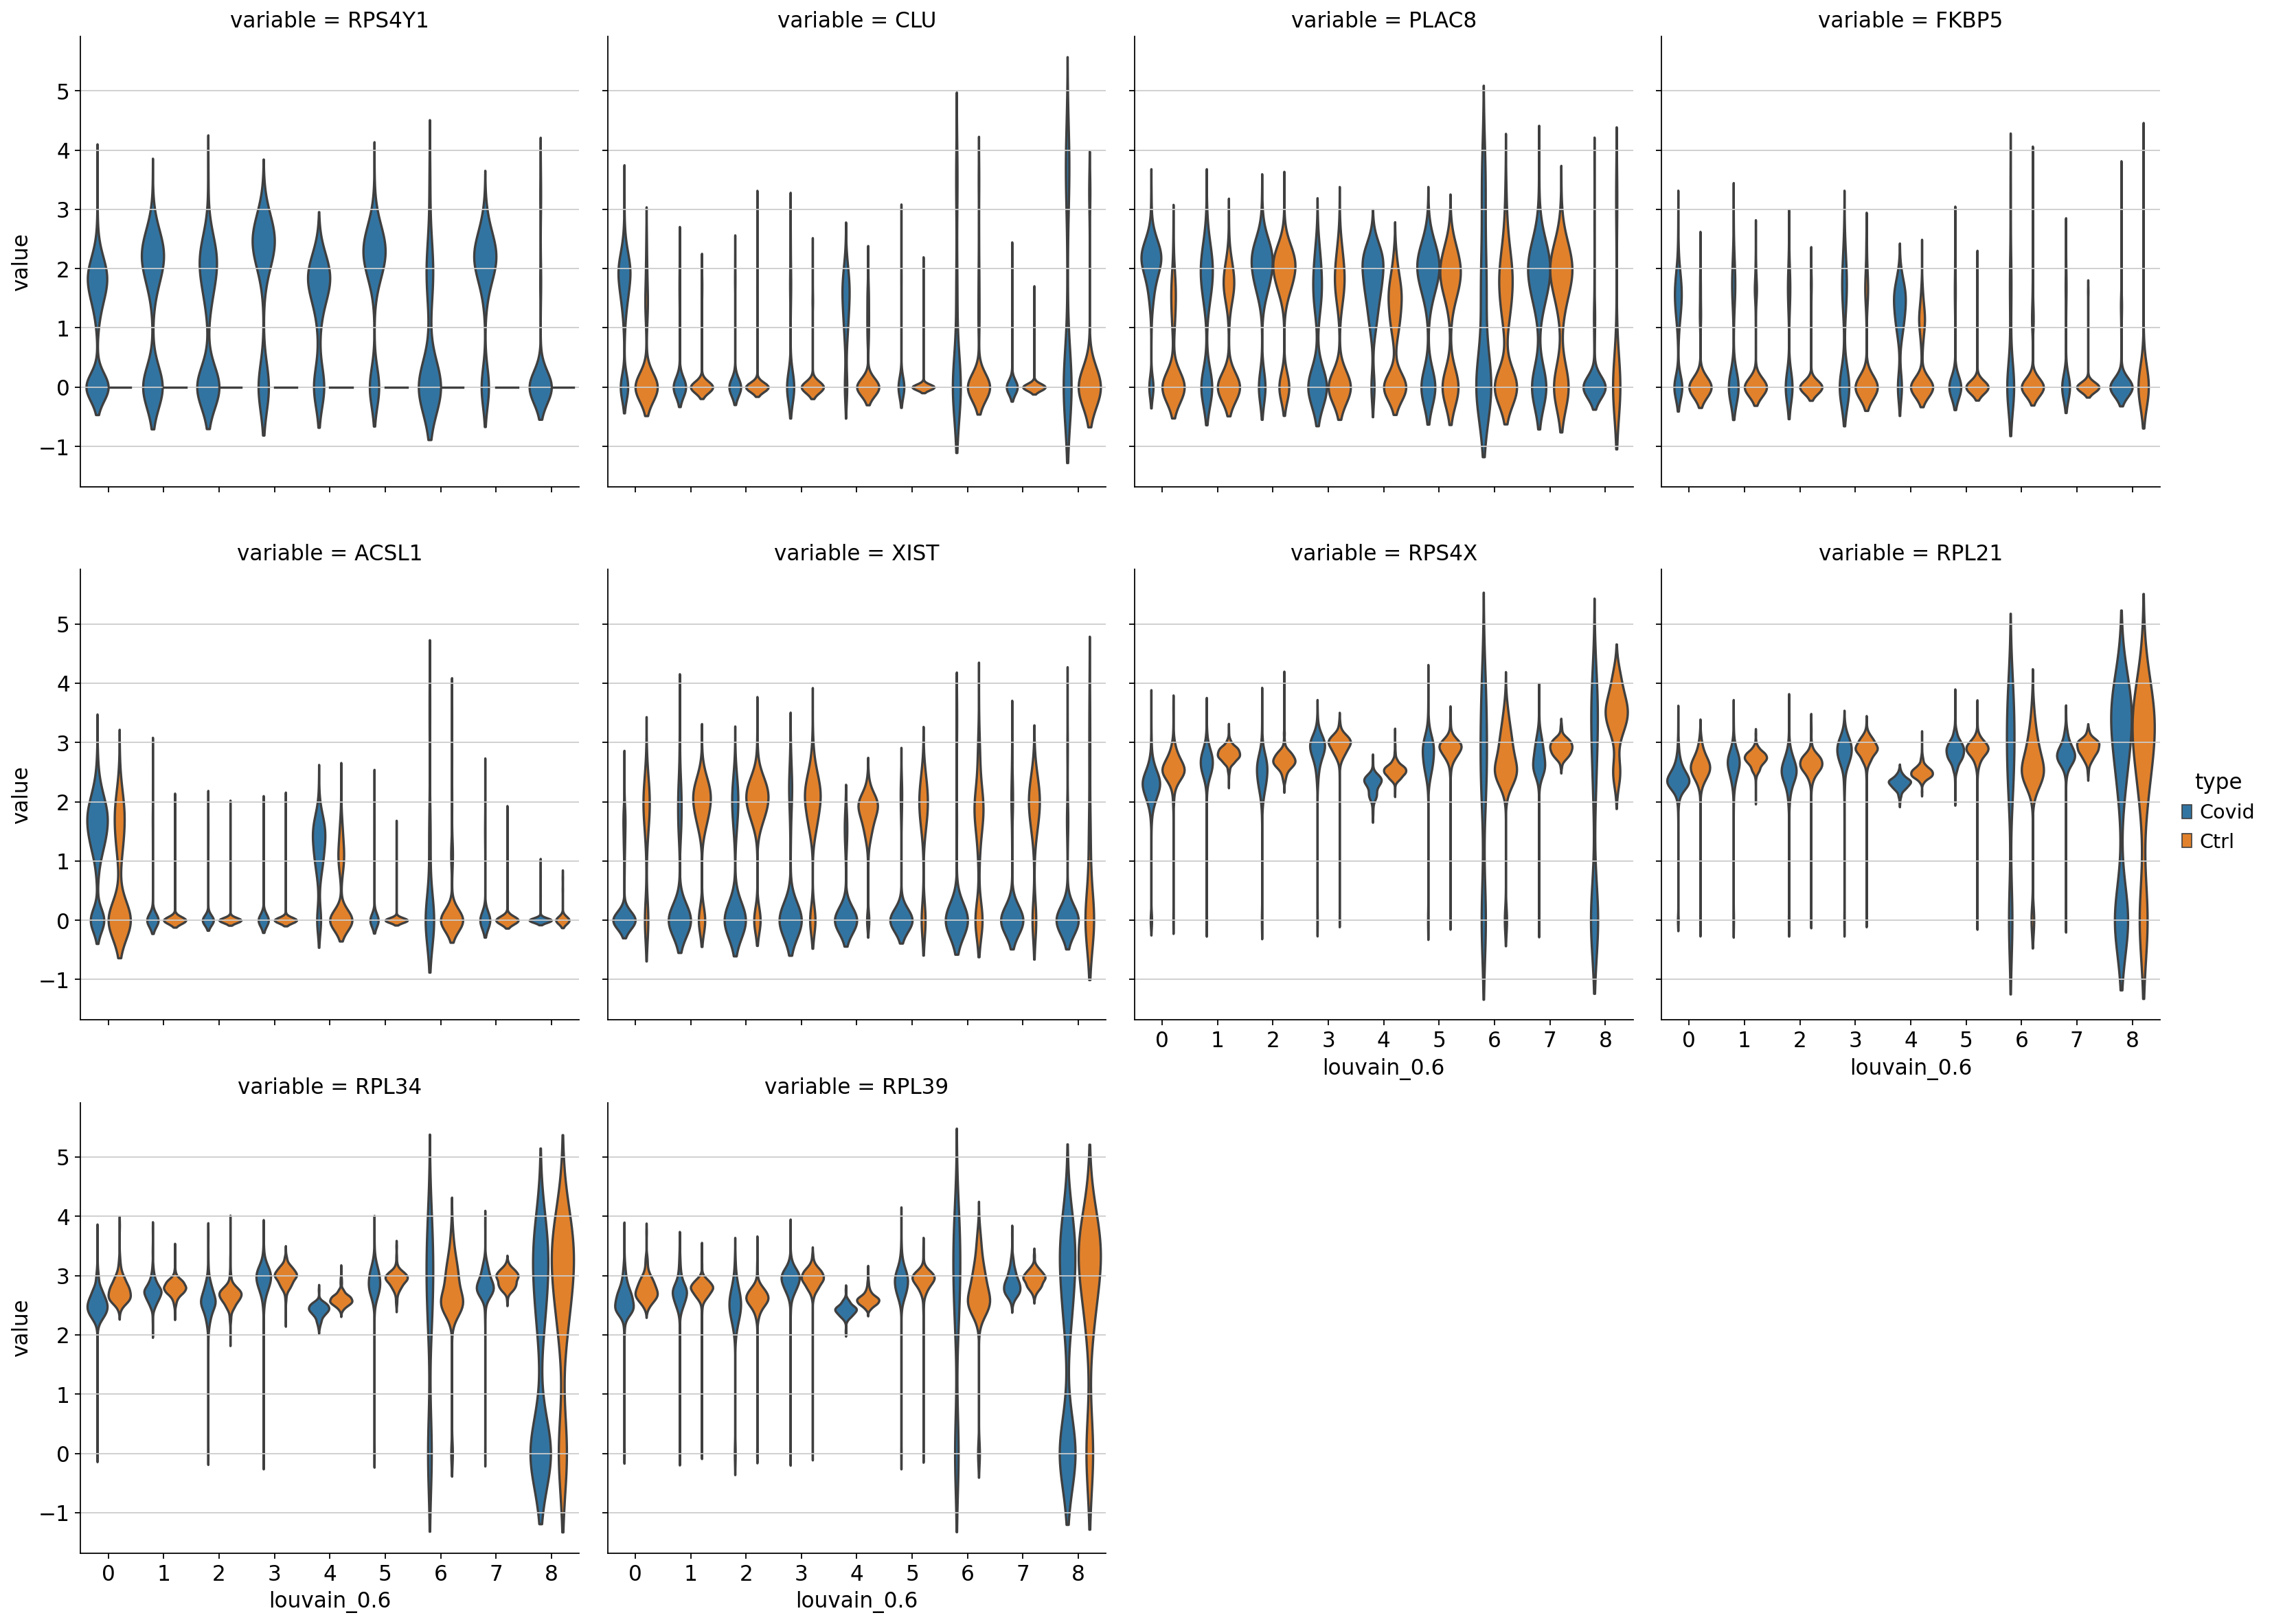 variable = RPS4Y1
variable = CLU
variable = PLAC8
variable = FKBP5
5
4
3
2
1
0
−1
value
variable = ACSL1
variable = XIST
variable = RPS4X
variable = RPL21
5
4
3
2
1
0
−1
value
type
Covid
Ctrl
0 1 2 3 4 5 6 7 8
louvain_0.6
0 1 2 3 4 5 6 7 8
louvain_0.6
variable = RPL34
variable = RPL39
5
4
3
2
1
0
−1
value
0 1 2 3 4 5 6 7 8
louvain_0.6
0 1 2 3 4 5 6 7 8
louvain_0.6